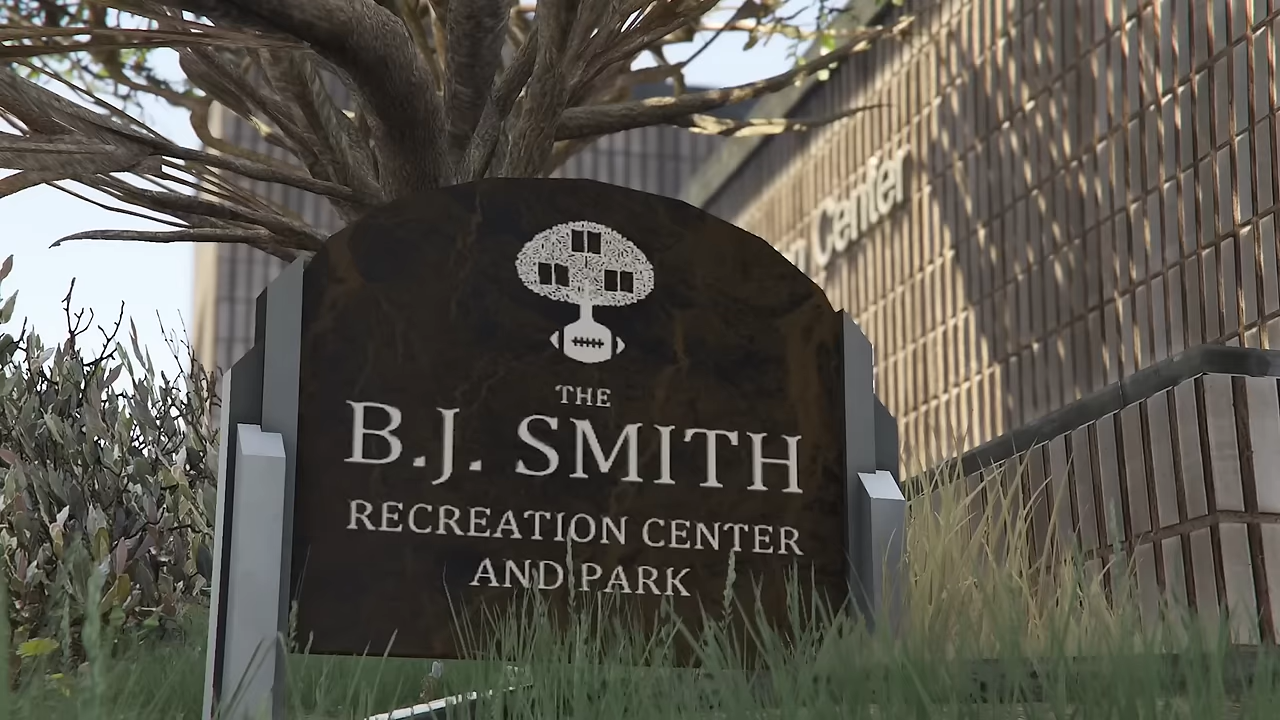 THE
B.J. SMITH
RECREATION CENTER
AND PARK
Center